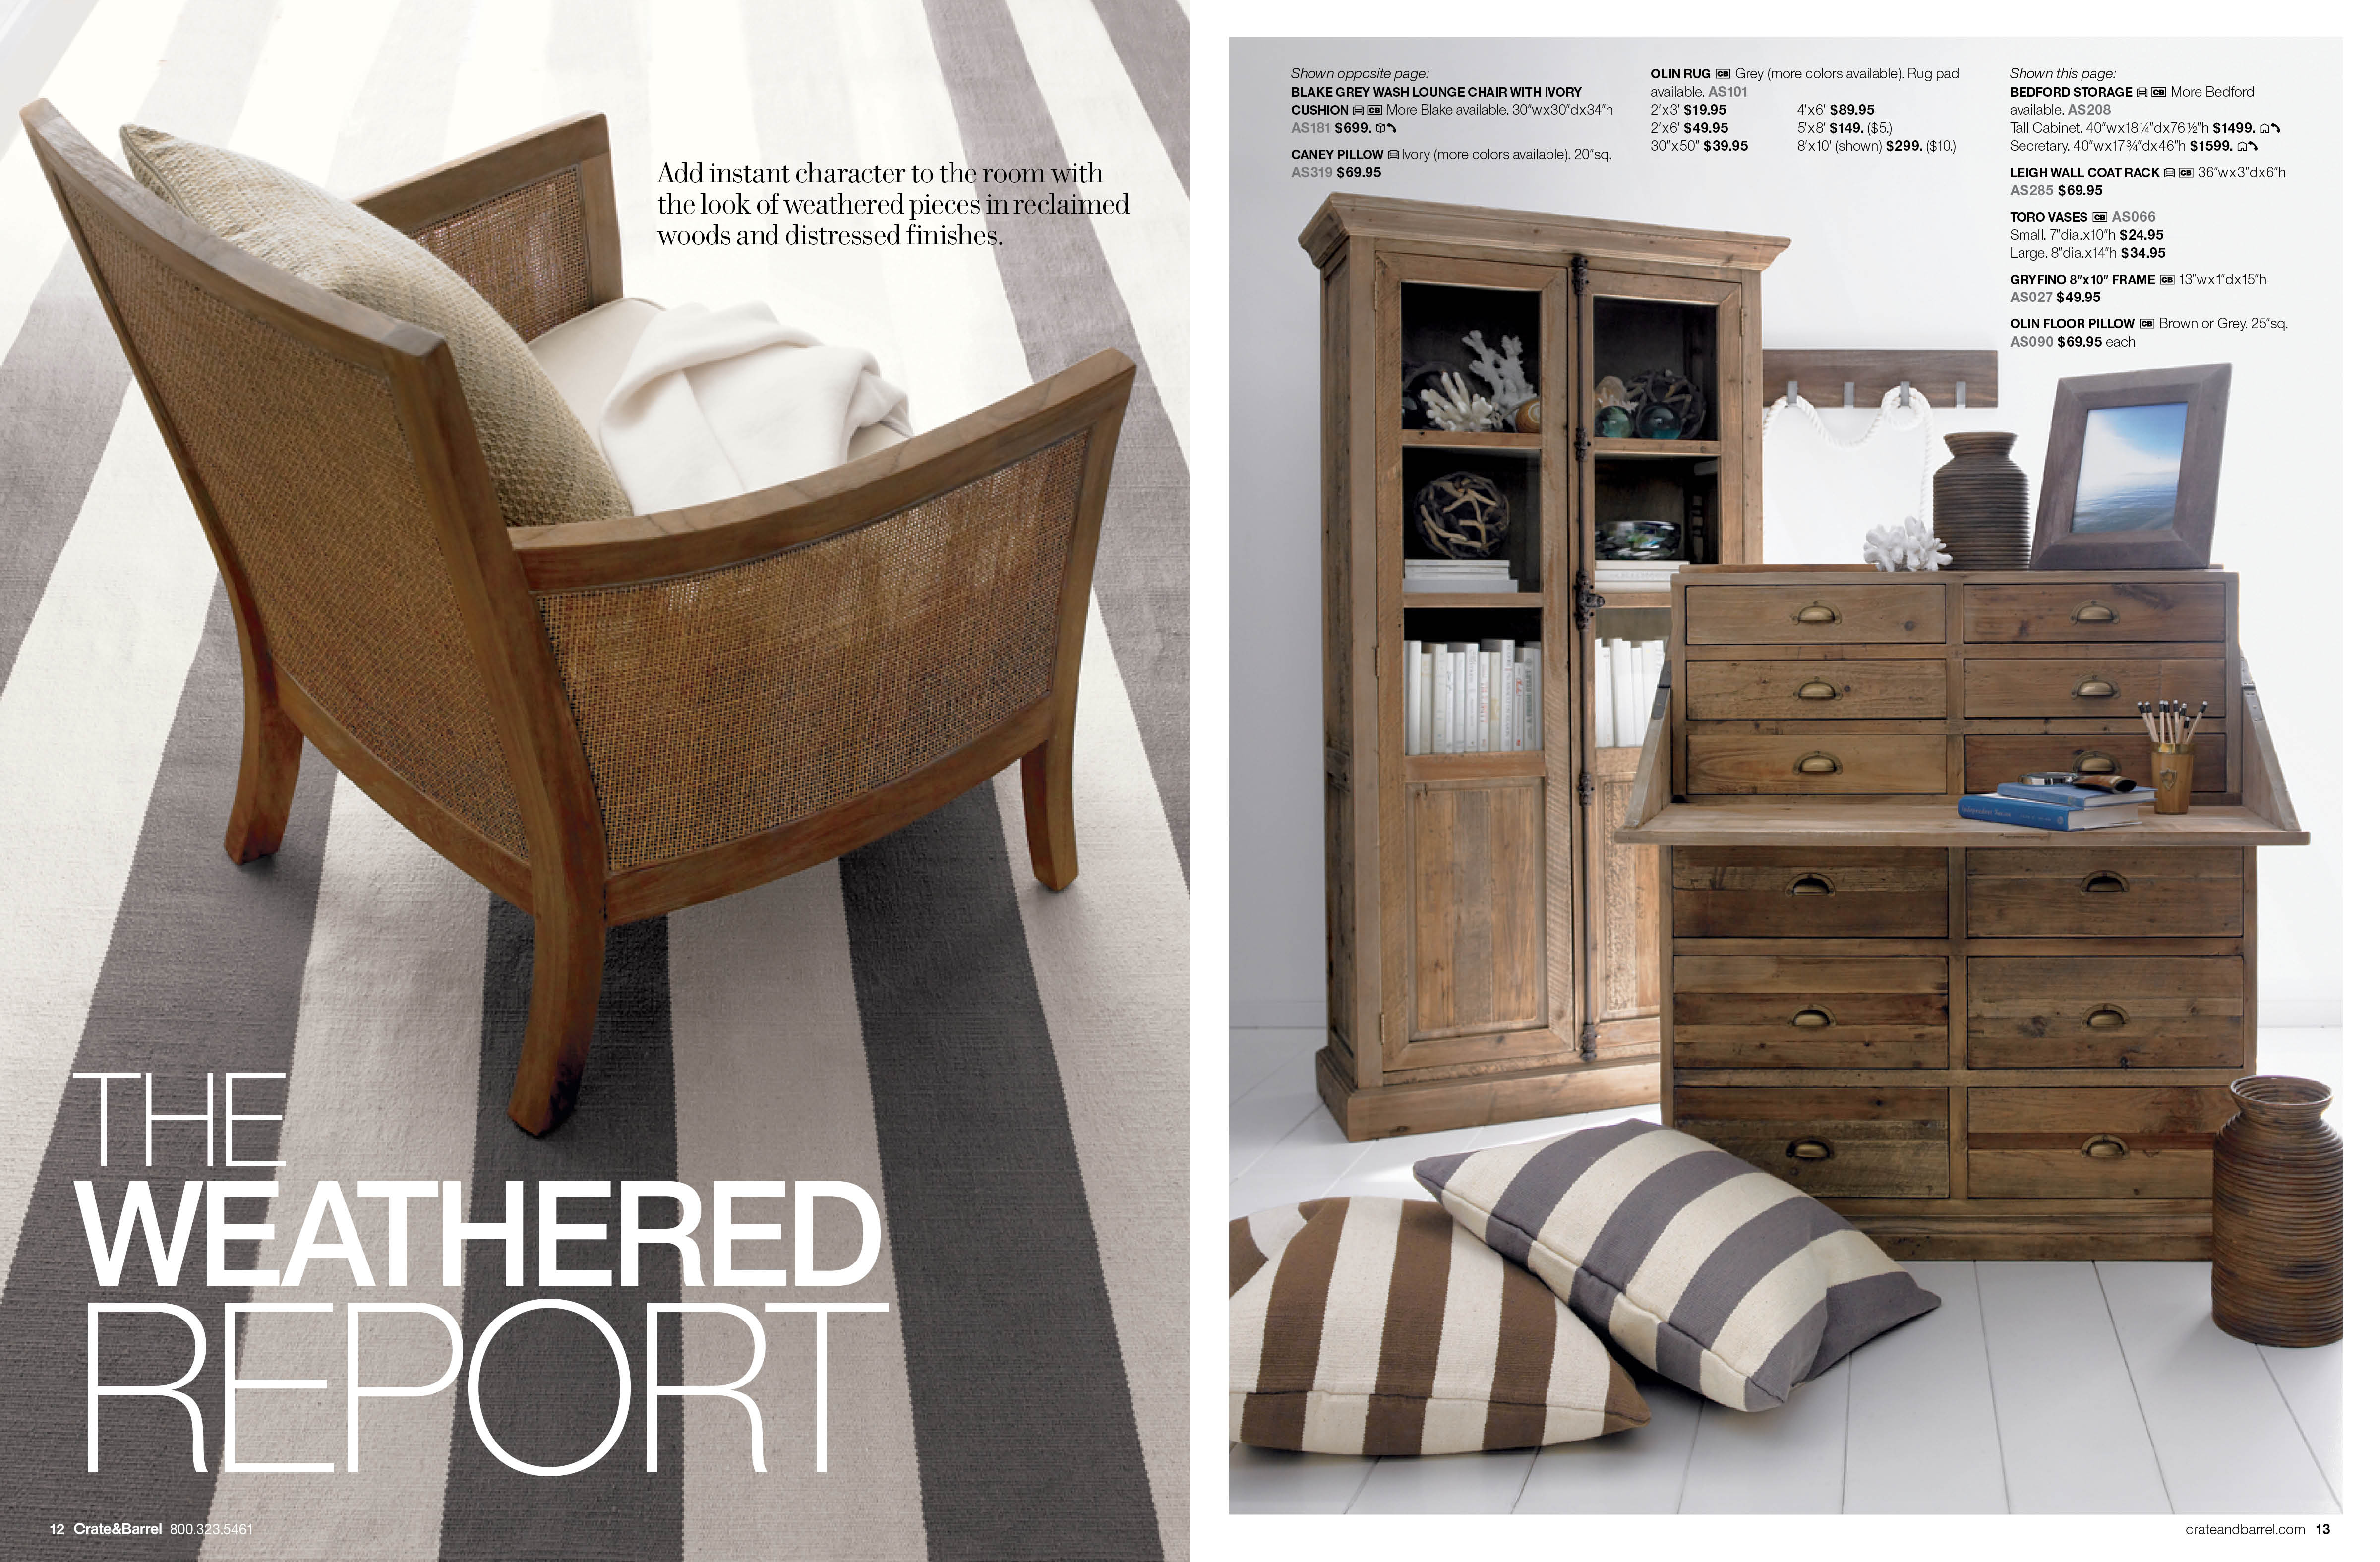 Add instant character to the room with
the look of weathered pieces in reclaimed
woods and distressed finishes.
THE
WEATHERED
REPORT
12 Crate&Barrel 800.323.5461
Shown opposite page:
BLAKE GREY WASH LOUNGE CHAIR WITH IVORY
CUSHION CB More Blake available. 30"wx30"dx34"h
AS181 $699.
CANEY PILLOW Ivory (more colors available). 20"sq.
AS319 $69.95
OLIN RUG CB Grey (more colors available). Rug pad
available. AS101
2'x3' $19.95 4'x6' $89.95
2'x6' $49.95 5'x8' $149. ($5.)
30"x50" $39.95 8'x10' (shown) $299. ($10.)
Shown this page:
BEDFORD STORAGE CB More Bedford
available. AS208
Tall Cabinet. 40"wx18¼"dx76½"h $1499.
Secretary. 40"wx17¾"dx46"h $1599.
LEIGH WALL COAT RACK CB 36"wx3"dx6"h
AS285 $69.95
TORO VASES CB AS066
Small. 7"dia.x10"h $24.95
Large. 8"dia.x14"h $34.95
GRYFINO 8"x10" FRAME CB 13"wx1"dx15"h
AS027 $49.95
OLIN FLOOR PILLOW CB Brown or Grey. 25"sq.
AS090 $69.95 each
crateandbarrel.com 13